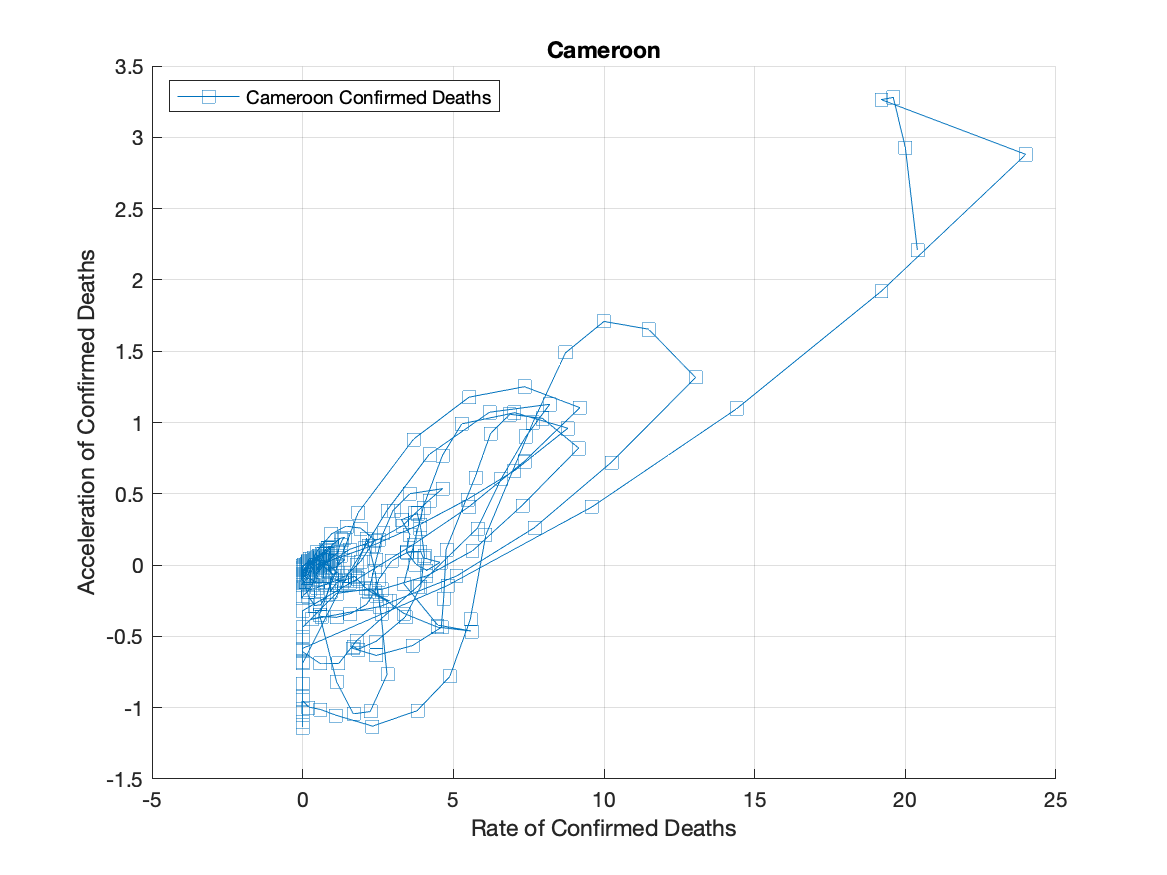 Cameroon
Cameroon Confirmed Deaths
3.5
3
2.5
2
1.5
1
0.5
0
-0.5
-1
-1.5
Acceleration of Confirmed Deaths
-5 0 5 10 15 20 25
Rate of Confirmed Deaths